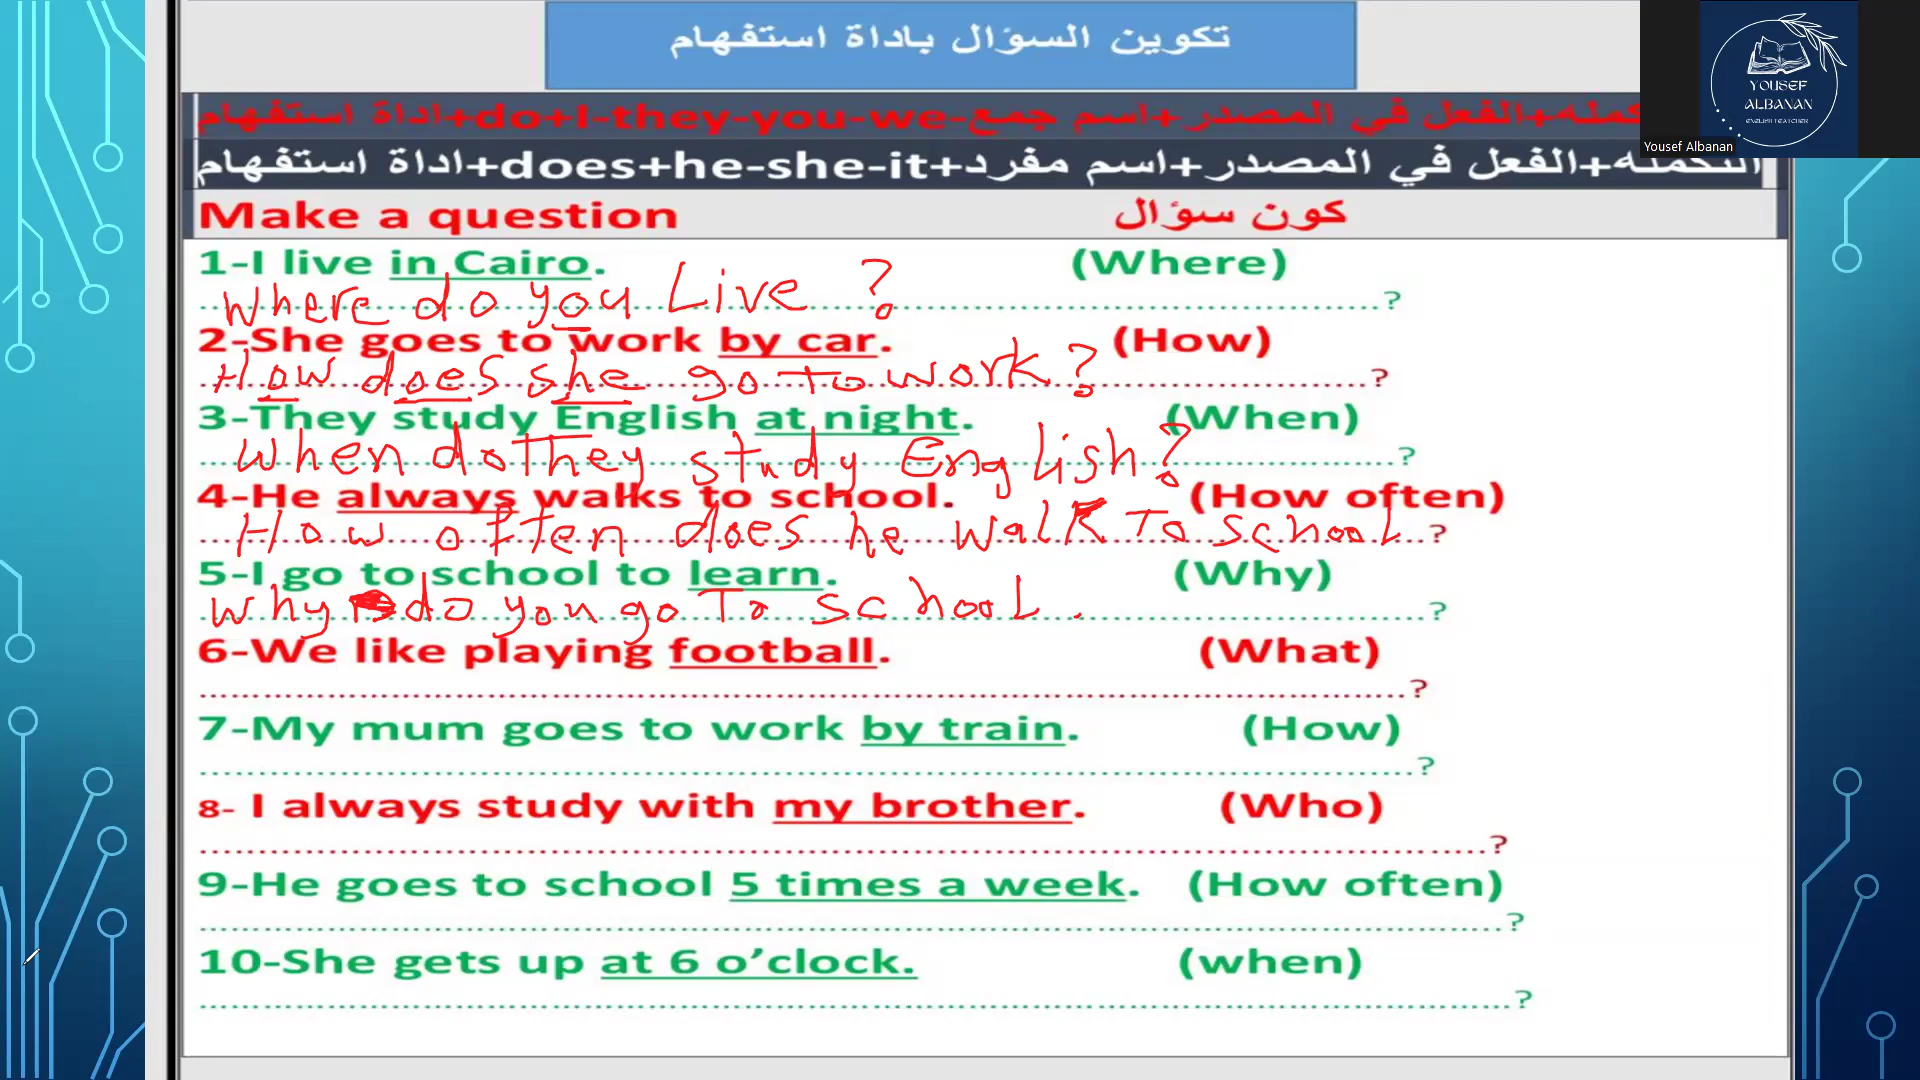 تكوين السؤال باداة استفهام
YOUSEF
ALBANAN
ENGLISH TEACHER
Yousef Albanan
اداة استفهام+do+I-they-you-we-اسم جمع+الفعل في المصدر+
اداة استفهام+does+he-she-it+اسم مفرد+الفعل في المصدر+التكملة
Make a question كون سؤال
1-I live in Cairo. (Where)
Where do you Live ? ?
2-She goes to work by car. (How)
How does she go to work? ?
3-They study English at night. (When)
When do They study English? ?
4-He always walks to school. (How often)
How often does he walk To school ?
5-I go to school to learn. (Why)
Why do you go To school . ?
6-We like playing football. (What)
?
7-My mum goes to work by train. (How)
?
8- I always study with my brother. (Who)
?
9-He goes to school 5 times a week. (How often)
?
10-She gets up at 6 o’clock. (when)
?